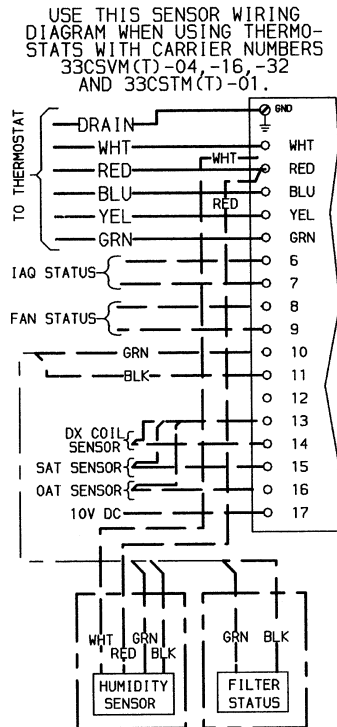 USE THIS SENSOR WIRING
DIAGRAM WHEN USING THERMO-
STATS WITH CARRIER NUMBERS
33CSVM(T)-04,-16,-32
AND 33CSTM(T)-01.
TO THERMOSTAT
DRAIN
GND
WHT
WHT
WHT
RED
RED
BLU
RED
BLU
YEL
YEL
GRN
GRN
IAQ STATUS
6
7
FAN STATUS
8
9
GRN
10
BLK
11
12
13
DX COIL
SENSOR
14
SAT SENSOR
15
OAT SENSOR
16
10V DC
17
WHT
RED
GRN
BLK
GRN
BLK
HUMIDITY
SENSOR
FILTER
STATUS